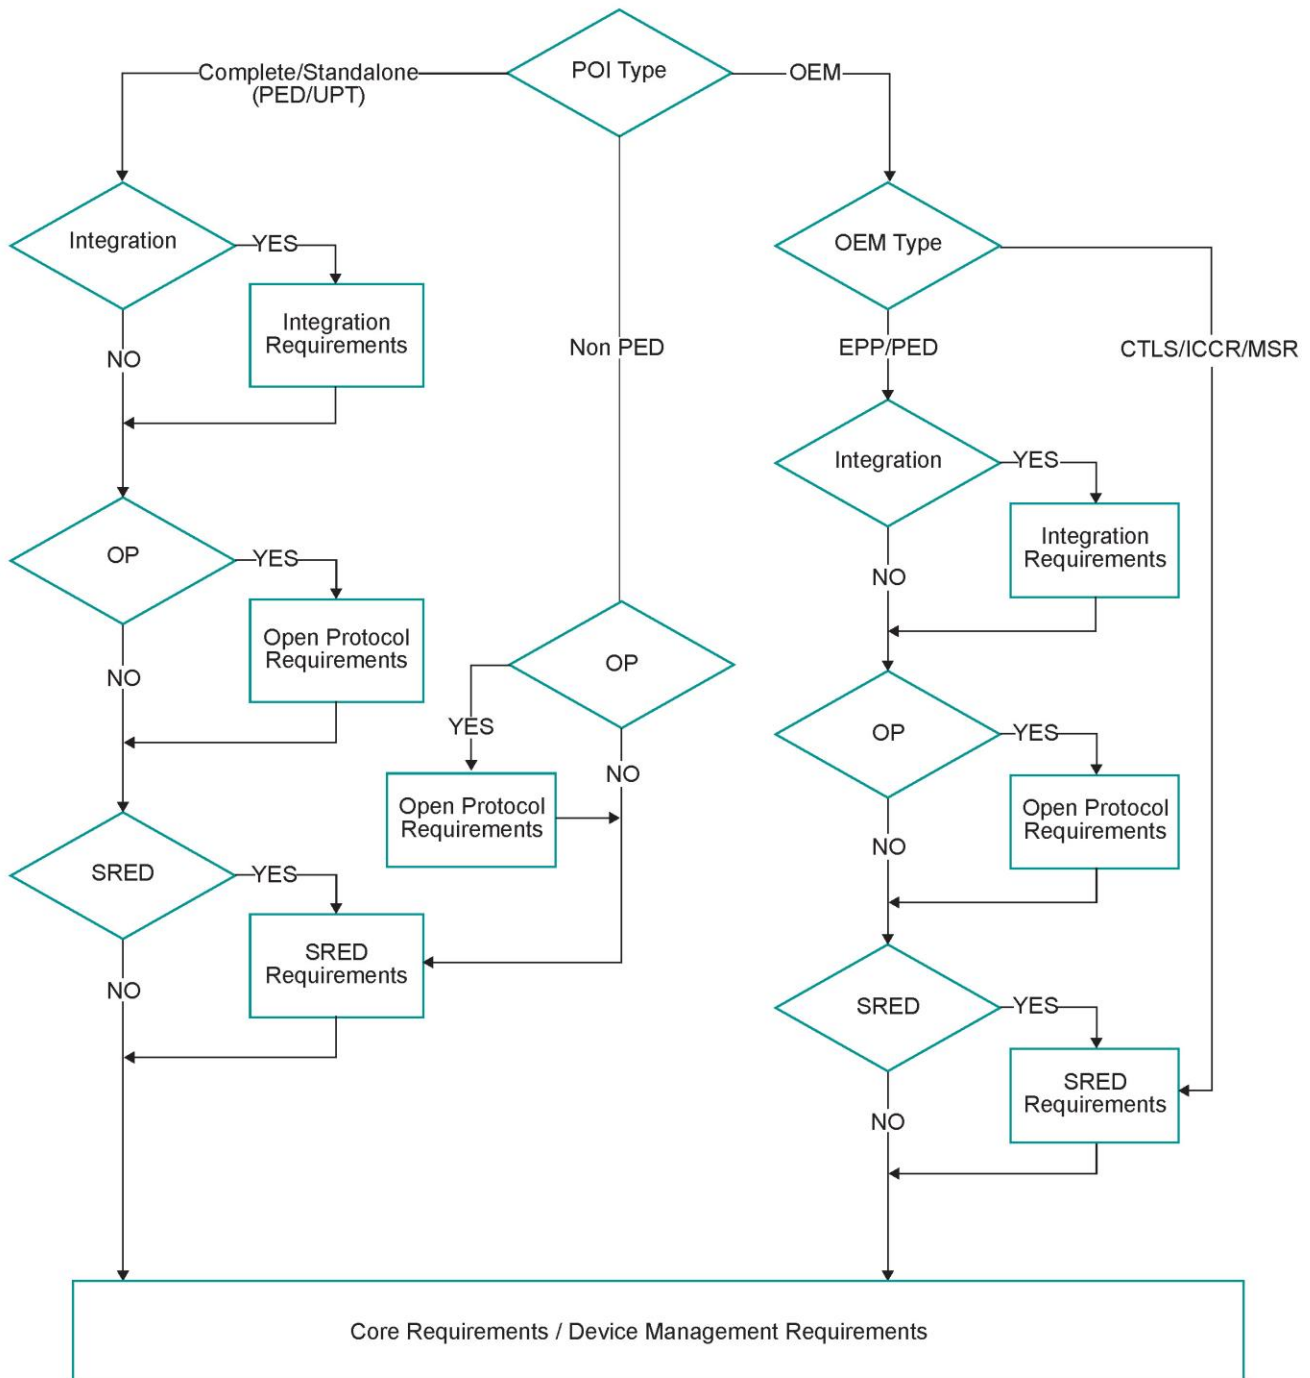 POI Type
Complete/Standalone
(PED/UPT)
OEM
Integration
YES
Integration
Requirements
NO
OEM Type
Non PED
EPP/PED
CTLS/ICCR/MSR
Integration
YES
Integration
Requirements
NO
OP
YES
Open Protocol
Requirements
NO
OP
YES
NO
Open Protocol
Requirements
OP
YES
Open Protocol
Requirements
NO
SRED
YES
SRED
Requirements
NO
SRED
YES
SRED
Requirements
NO
Core Requirements / Device Management Requirements